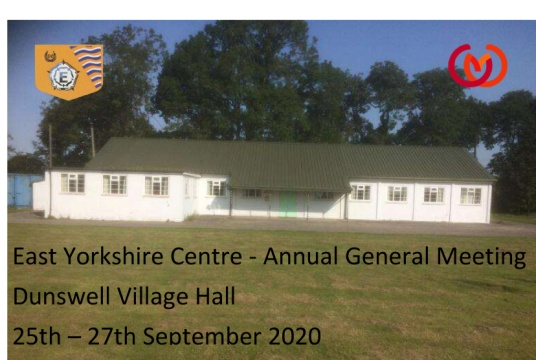 E
East Yorkshire Centre - Annual General Meeting
Dunswell Village Hall
25th – 27th September 2020